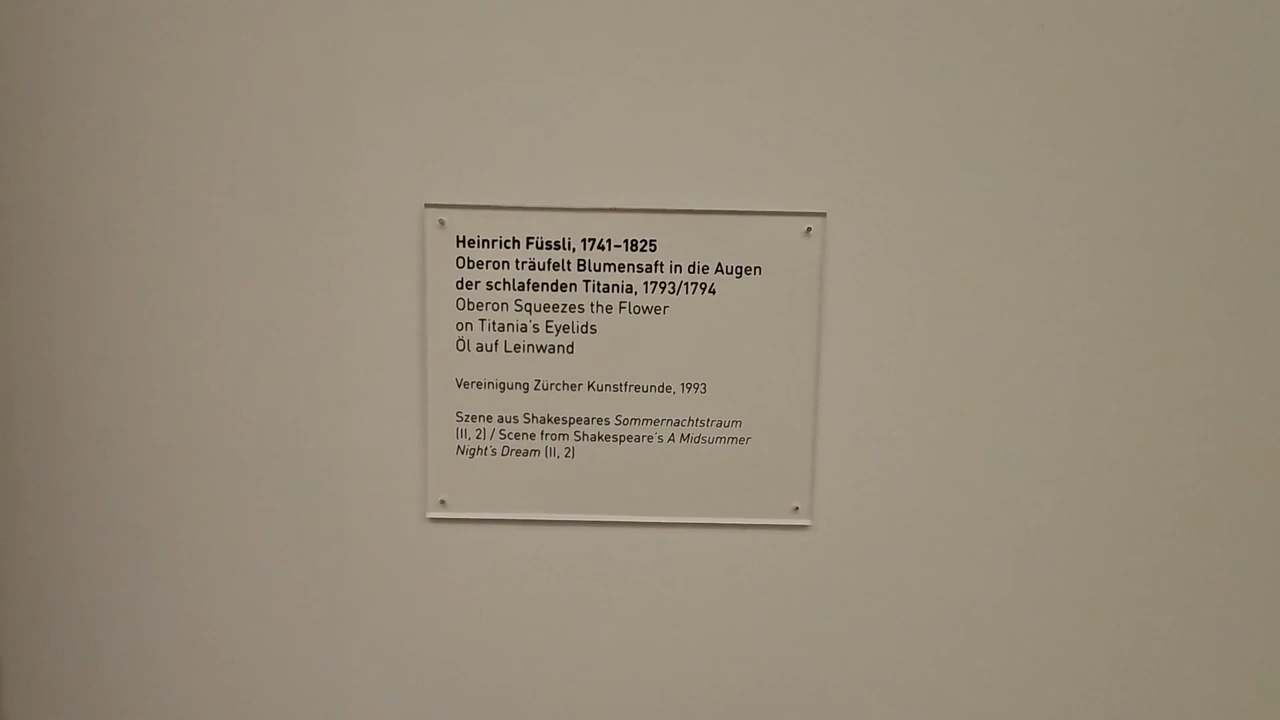 Heinrich Füssli, 1741–1825
Oberon träufelt Blumensaft in die Augen
der schlafenden Titania, 1793/1794
Oberon Squeezes the Flower
on Titania's Eyelids
Öl auf Leinwand
Vereinigung Zürcher Kunstfreunde, 1993
Szene aus Shakespeares Sommernachtstraum
(II, 2) / Scene from Shakespeare's A Midsummer
Night's Dream (II, 2)